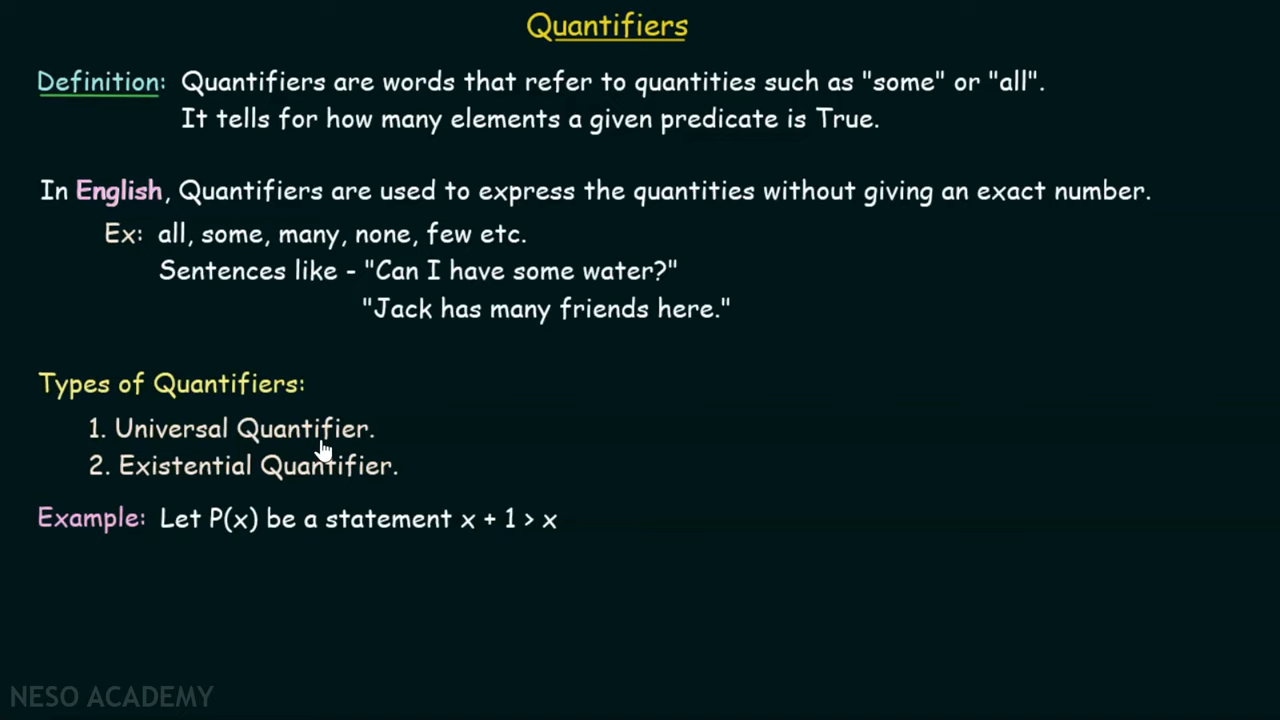 Quantifiers
Definition: Quantifiers are words that refer to quantities such as "some" or "all".
It tells for how many elements a given predicate is True.
In English, Quantifiers are used to express the quantities without giving an exact number.
Ex: all, some, many, none, few etc.
Sentences like - "Can I have some water?"
"Jack has many friends here."
Types of Quantifiers:
1. Universal Quantifier.
2. Existential Quantifier.
Example: Let P(x) be a statement x + 1 > x
NESO ACADEMY